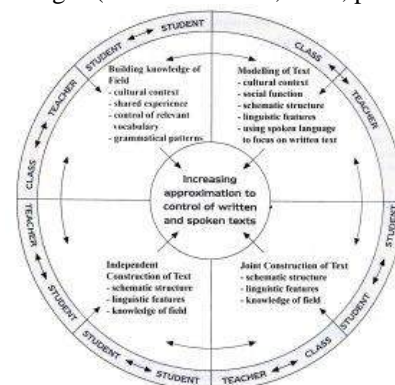 STUDENT ↔ STUDENT
CLASS ↔ TEACHER
TEACHER
CLASS
Building knowledge of
Field
- cultural context
- shared experience
- control of relevant
vocabulary
- grammatical patterns
Modelling of Text
- cultural context
- social function
- schematic structure
- linguistic features
- using spoken language
to focus on written text
Increasing
approximation to
control of written
and spoken texts
TEACHER
STUDENT
Independent
Construction of Text
- schematic structure
- linguistic features
- knowledge of field
Joint Construction of Text
- schematic structure
- linguistic features
- knowledge of field
STUDENT
STUDENT
STUDENT
TEACHER
CLASS
STUDENT